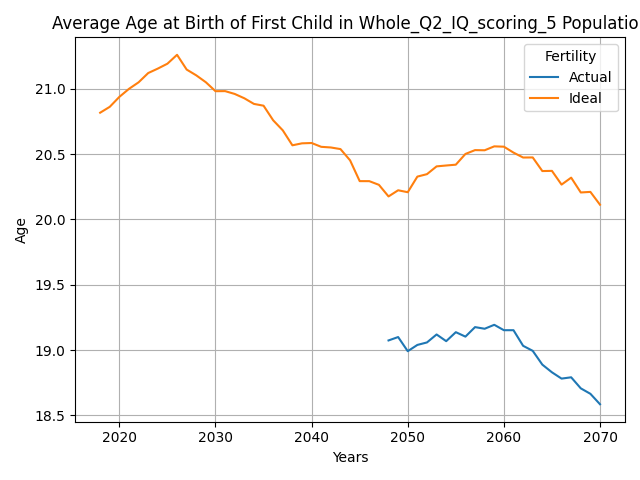 Average Age at Birth of First Child in Whole_Q2_IQ_scoring_5 Populatio
Fertility
Actual
Ideal
21.0
20.5
20.0
19.5
19.0
18.5
Age
2020 2030 2040 2050 2060 2070
Years